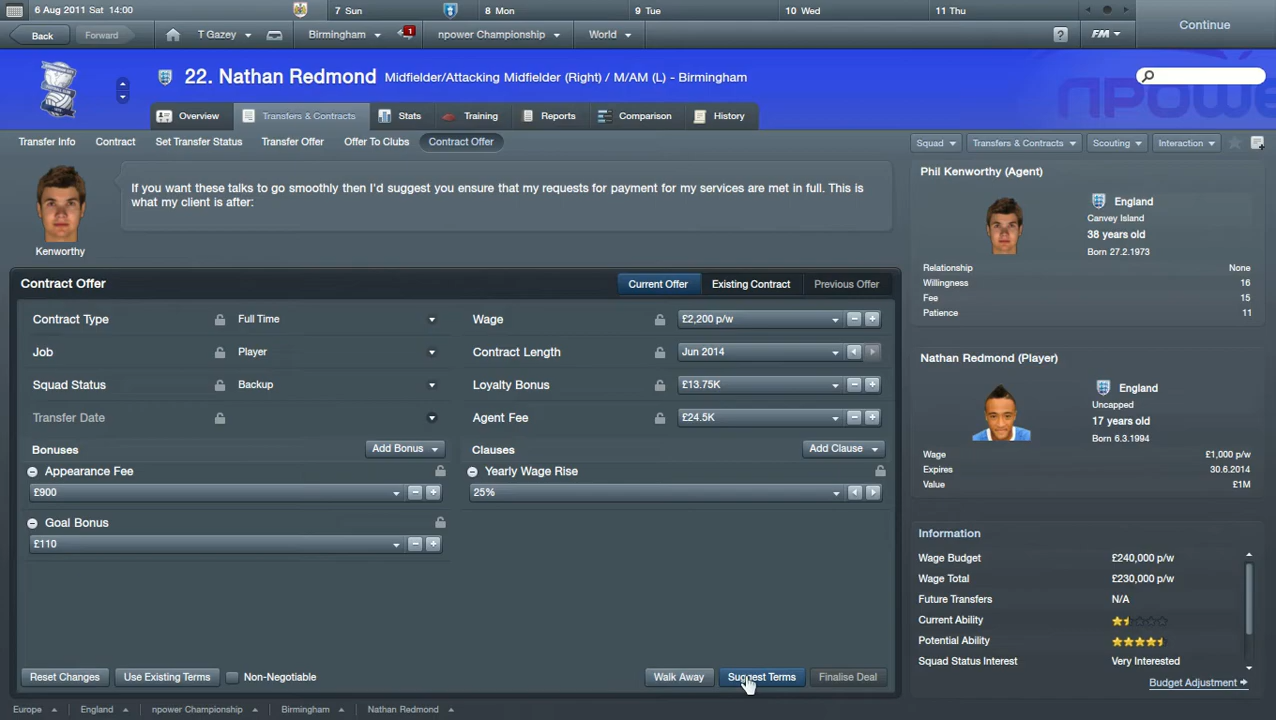 6 Aug 2011 Sat 14:00
7 Sun
8 Mon
9 Tue
10 Wed
11 Thu
Back
Forward
T Gazey
Birmingham
1
npower Championship
World
?
FM
Continue
22. Nathan Redmond
Midfielder/Attacking Midfielder (Right) / M/AM (L) - Birmingham
Overview
Transfers & Contracts
Stats
Training
Reports
Comparison
History
Transfer Info
Contract
Set Transfer Status
Transfer Offer
Offer To Clubs
Contract Offer
Squad
Transfers & Contracts
Scouting
Interaction
If you want these talks to go smoothly then I'd suggest you ensure that my requests for payment for my services are met in full. This is
what my client is after:
Kenworthy
Contract Offer
Current Offer
Existing Contract
Previous Offer
Contract Type
Full Time
Job
Player
Squad Status
Backup
Transfer Date
Wage
£2,200 p/w
Contract Length
Jun 2014
Loyalty Bonus
£13.75K
Agent Fee
£24.5K
Bonuses
Add Bonus
Appearance Fee
£900
Goal Bonus
£110
Clauses
Add Clause
Yearly Wage Rise
25%
Reset Changes
Use Existing Terms
Non-Negotiable
Walk Away
Suggest Terms
Finalise Deal
Phil Kenworthy (Agent)
England
Canvey Island
38 years old
Born 27.2.1973
Relationship None
Willingness 16
Fee 15
Patience 11
Nathan Redmond (Player)
England
Uncapped
17 years old
Born 6.3.1994
Wage £1,000 p/w
Expires 30.6.2014
Value £1M
Information
Wage Budget £240,000 p/w
Wage Total £230,000 p/w
Future Transfers N/A
Current Ability
Potential Ability
Squad Status Interest Very Interested
Budget Adjustment
Europe
England
npower Championship
Birmingham
Nathan Redmond